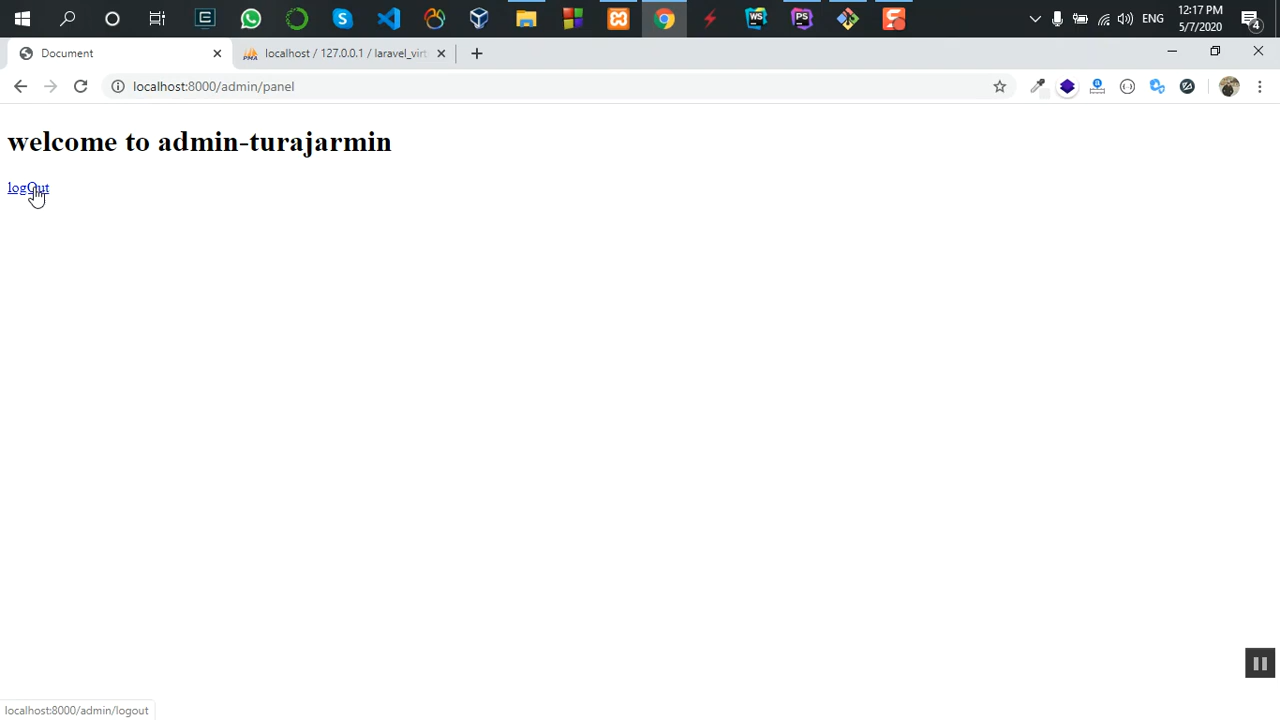 ENG
12:17 PM
5/7/2020
4
Document
localhost / 127.0.0.1 / laravel_virt
localhost:8000/admin/panel
welcome to admin-turajarmin
logOut
localhost:8000/admin/logout